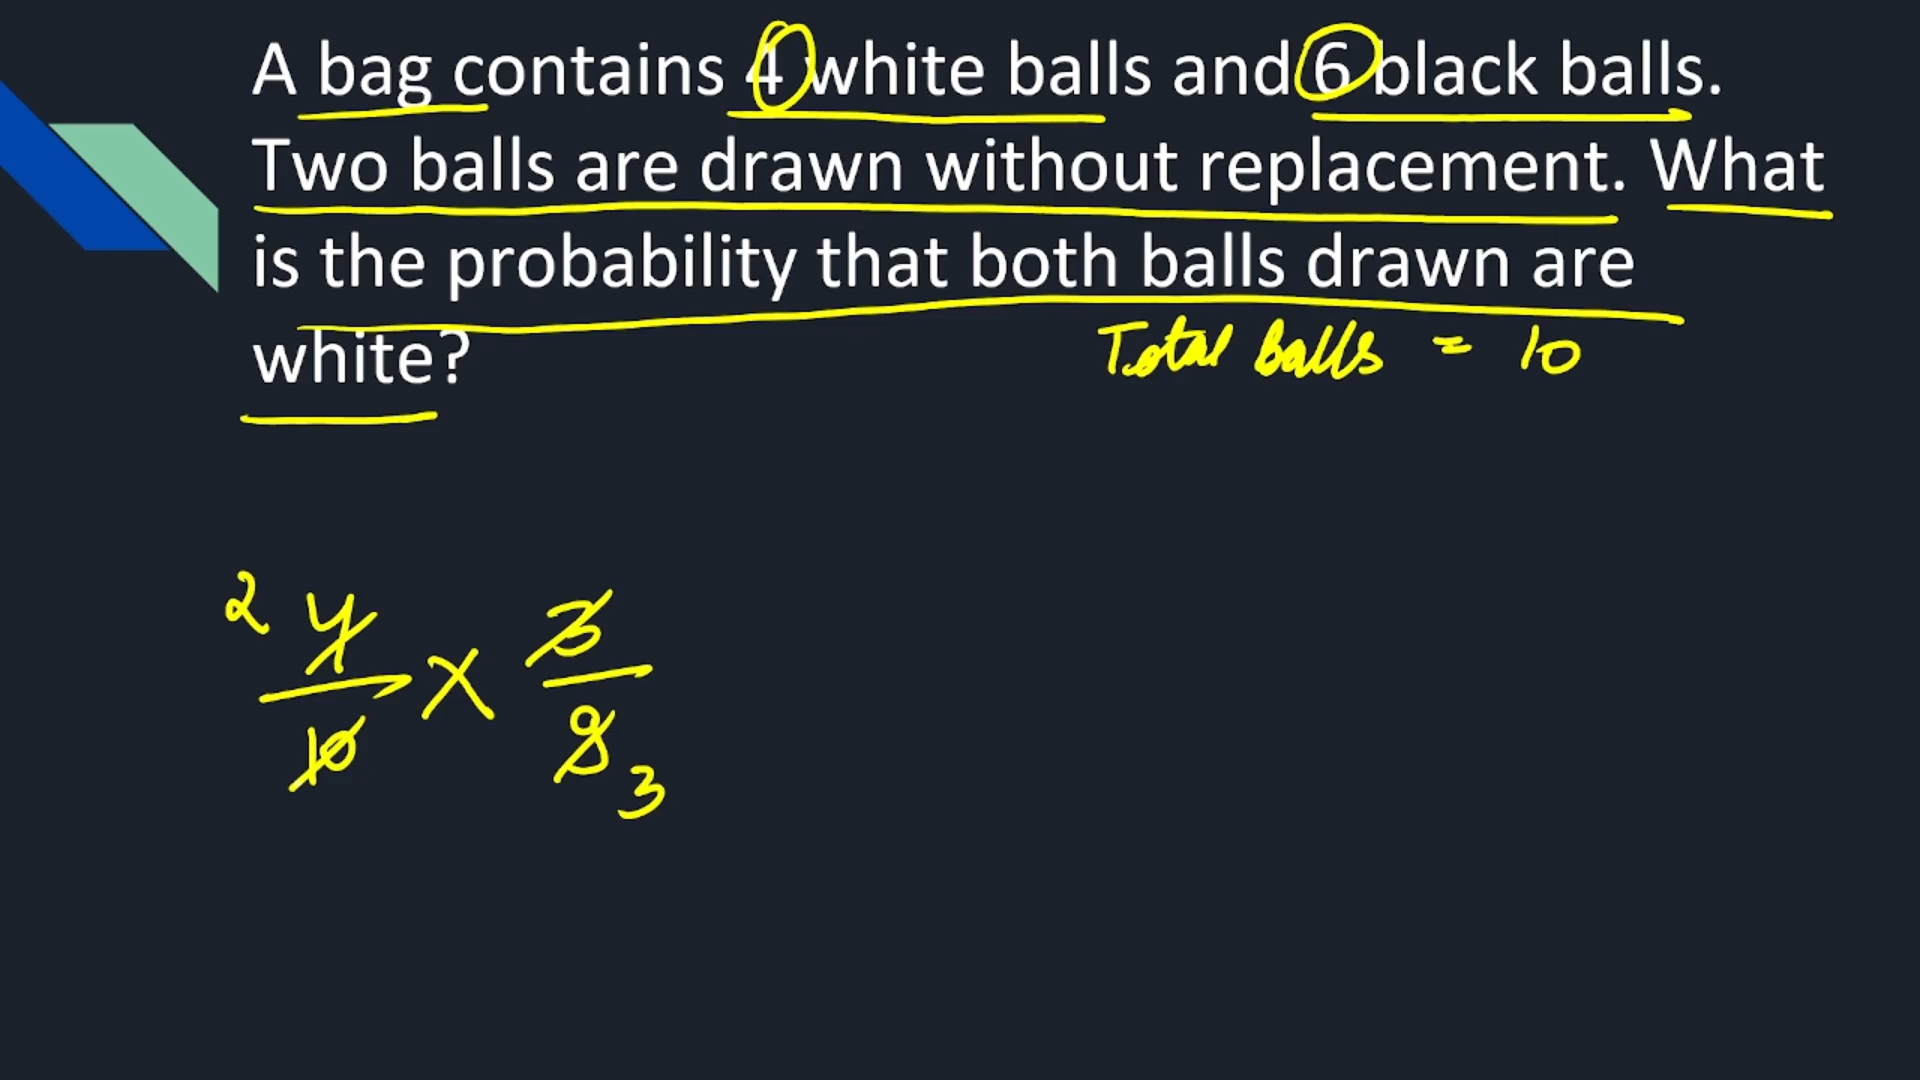 A bag contains 4 white balls and 6 black balls.
Two balls are drawn without replacement. What
is the probability that both balls drawn are
white?
Total balls = 10
2 4/10 × 3/9 3